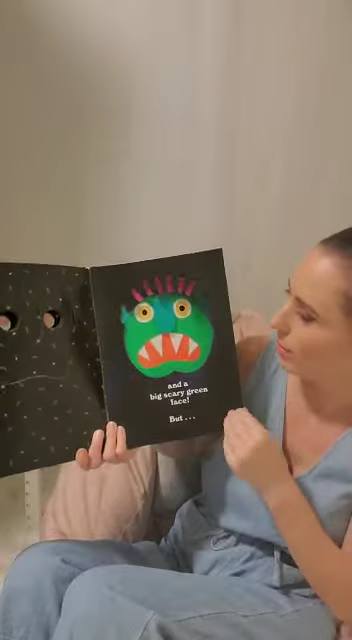 and a
big scary green
face!
But . . .